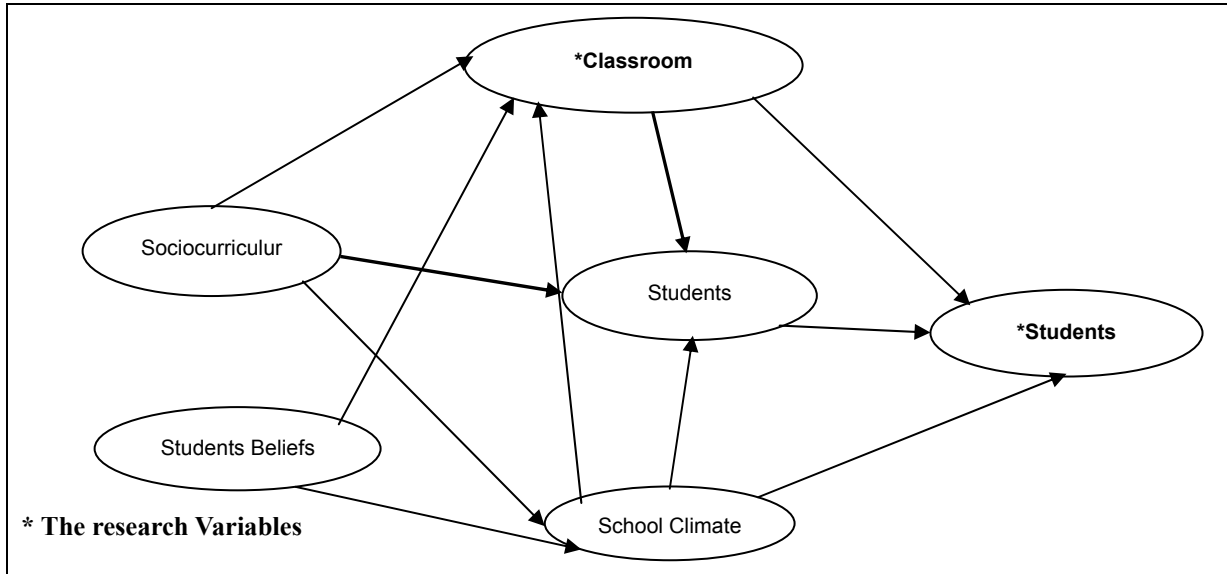 *Classroom
Sociocurriculur
Students
*Students
Students Beliefs
School Climate
* The research Variables